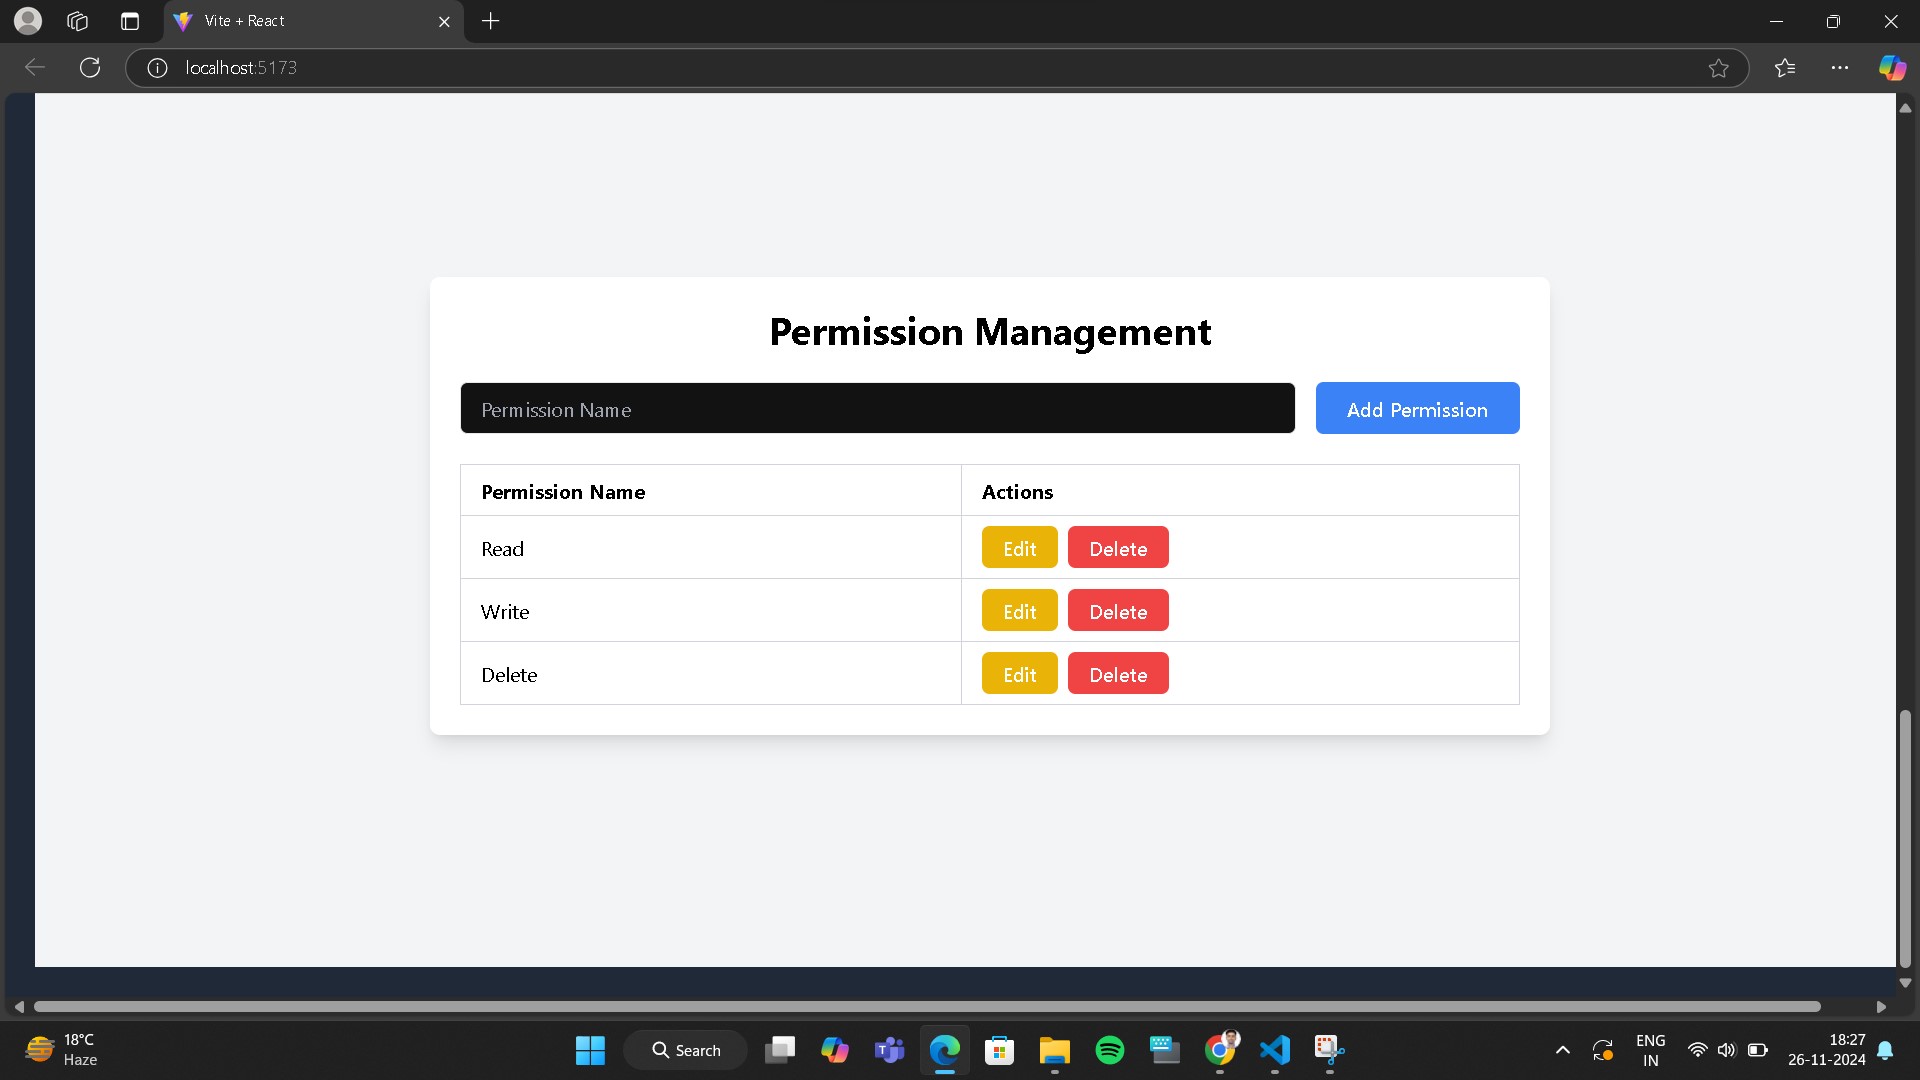 Vite + React
localhost:5173
Permission Management
Permission Name
Add Permission
Permission Name Actions
Read Edit Delete
Write Edit Delete
Delete Edit Delete
18°C
Haze
Search
ENG
IN
18:27
26-11-2024